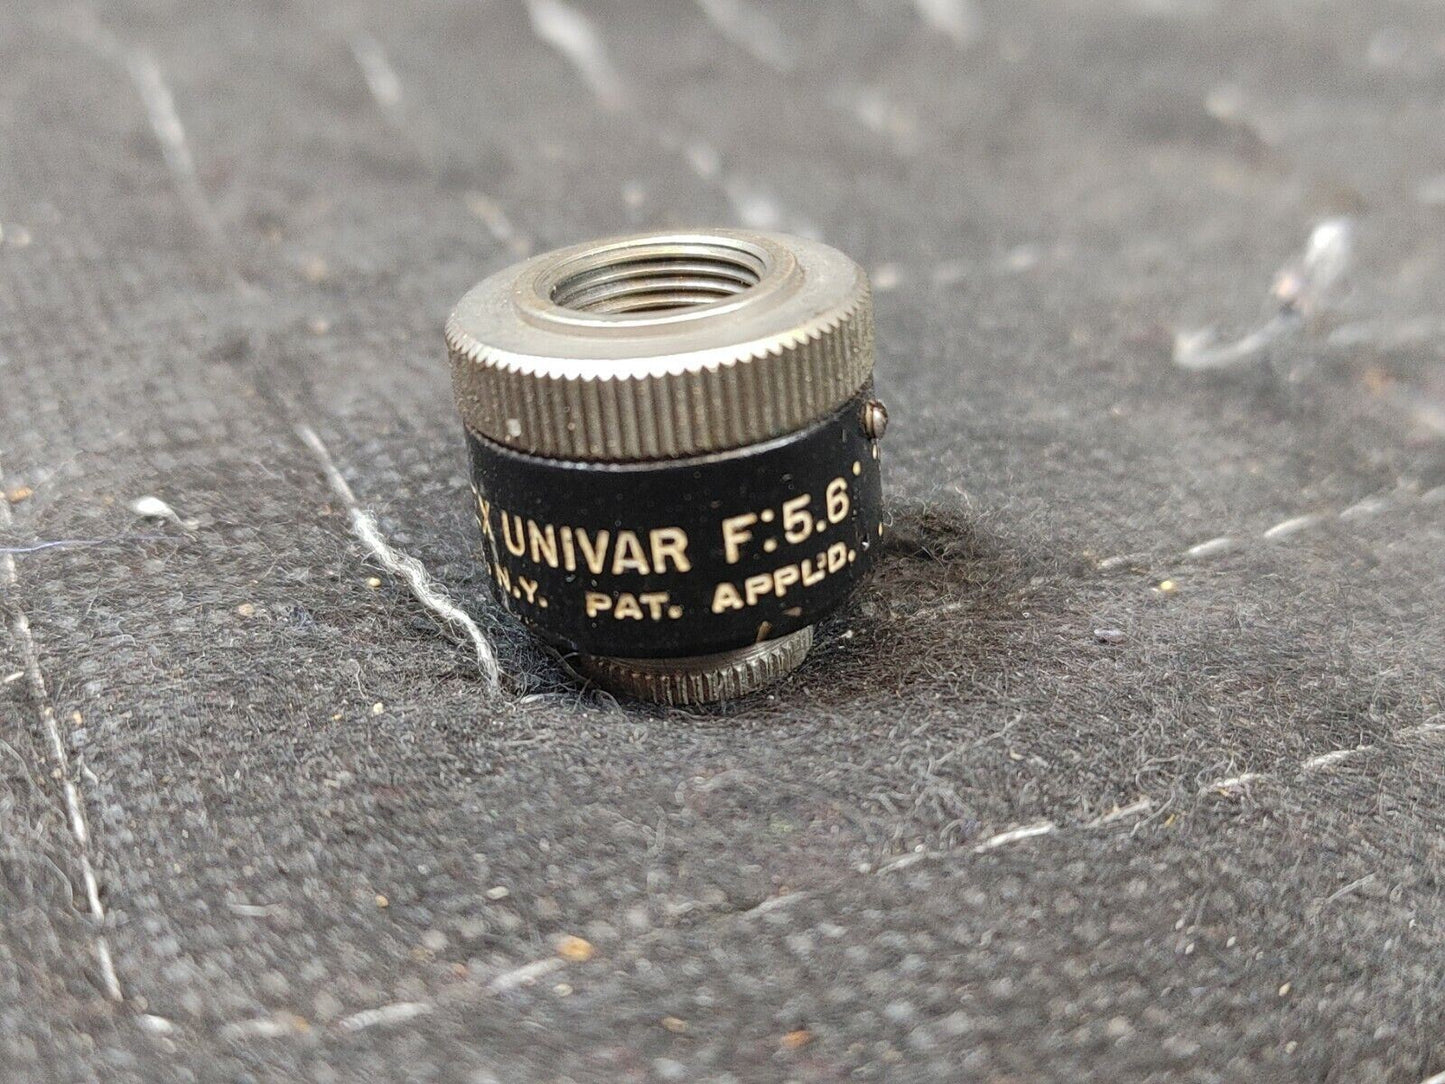 X UNIVAR F:5.6
N.Y. PAT. APPL'D.